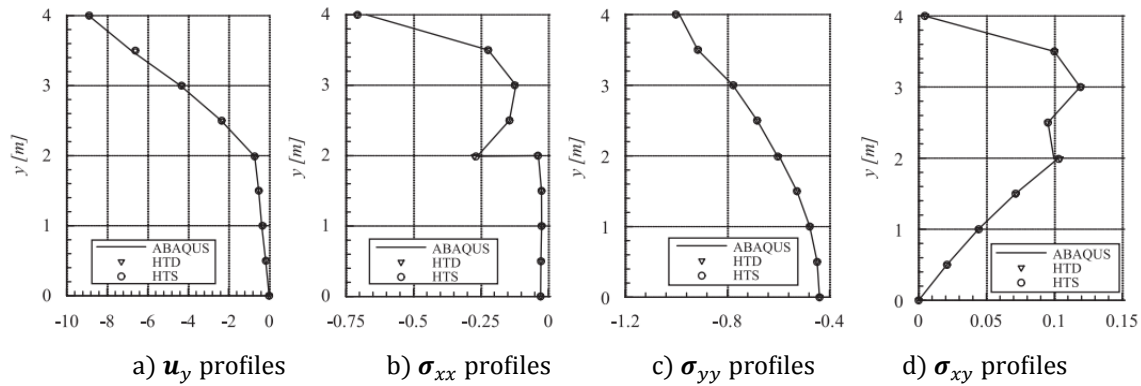 4
3
2
1
0
y [m]
ABAQUS
HTD
HTS
-10 -8 -6 -4 -2 0
a) u_y profiles
4
3
2
1
0
y [m]
ABAQUS
HTD
HTS
-0.75 -0.5 -0.25 0
b) σ_xx profiles
4
3
2
1
0
y [m]
ABAQUS
HTD
HTS
-1.2 -0.8 -0.4
c) σ_yy profiles
4
3
2
1
0
y [m]
ABAQUS
HTD
HTS
0 0.05 0.1 0.15
d) σ_xy profiles